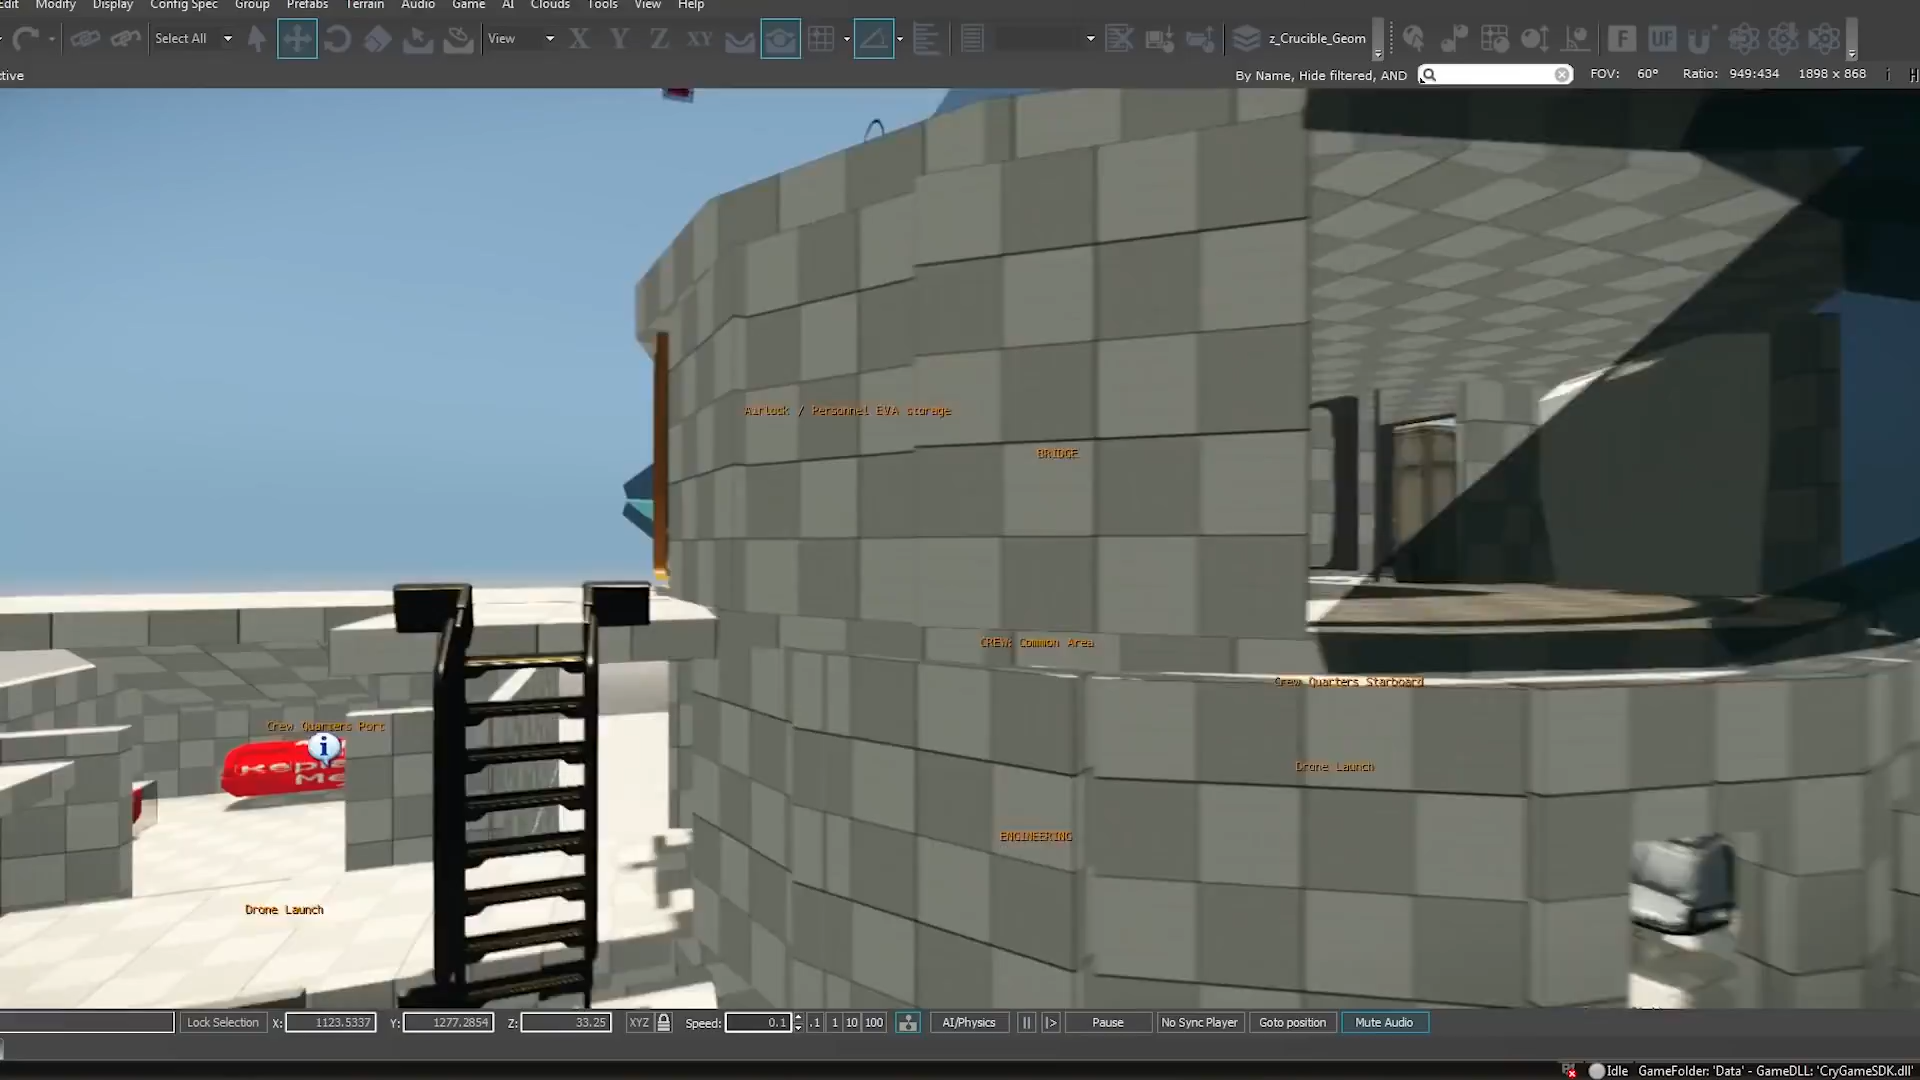 Edit Modify Display Config Spec Group Prefabs Terrain Audio Game AI Clouds Tools View Help
Select All View X Y Z XY z_Crucible_Geom F UF
ctive By Name, Hide filtered, AND FOV: 60° Ratio: 949:434 1898 x 868 i H
Airlock / Personnel EVA storage
BRIDGE
CREW: Common Area
Crew Quarters Starboard
Crew Quarters Port
i
Drone Launch
ENGINEERING
Drone Launch
Lock Selection X: 1123.5337 Y: 1277.2854 Z: 33.25 XYZ Speed: 0.1 .1 1 10 100 AI/Physics Pause No Sync Player Goto position Mute Audio
Idle GameFolder: 'Data' - GameDLL: 'CryGameSDK.dll'